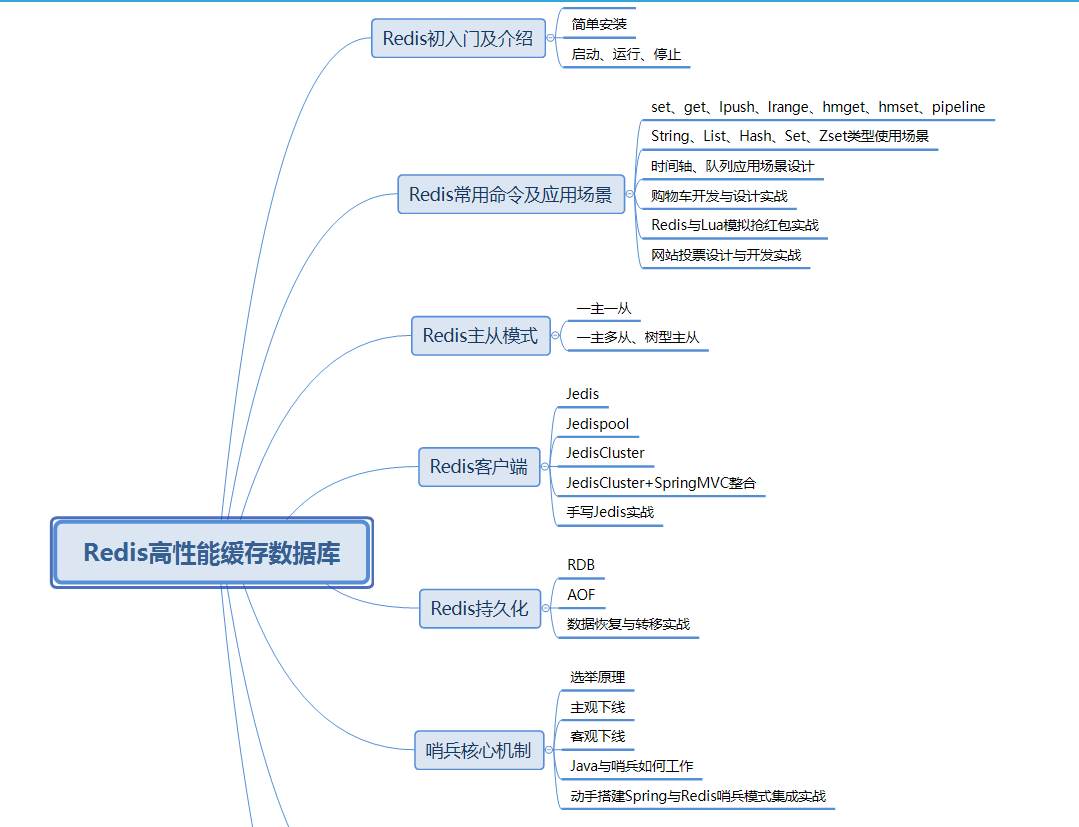 Redis初入门及介绍
简单安装
启动、运行、停止
Redis常用命令及应用场景
set、get、lpush、lrange、hmget、hmset、pipeline
String、List、Hash、Set、Zset类型使用场景
时间轴、队列应用场景设计
购物车开发与设计实战
Redis与Lua模拟抢红包实战
网站投票设计与开发实战
Redis主从模式
一主一从
一主多从、树型主从
Redis客户端
Jedis
Jedispool
JedisCluster
JedisCluster+SpringMVC整合
手写Jedis实战
Redis高性能缓存数据库
Redis持久化
RDB
AOF
数据恢复与转移实战
哨兵核心机制
选举原理
主观下线
客观下线
Java与哨兵如何工作
动手搭建Spring与Redis哨兵模式集成实战